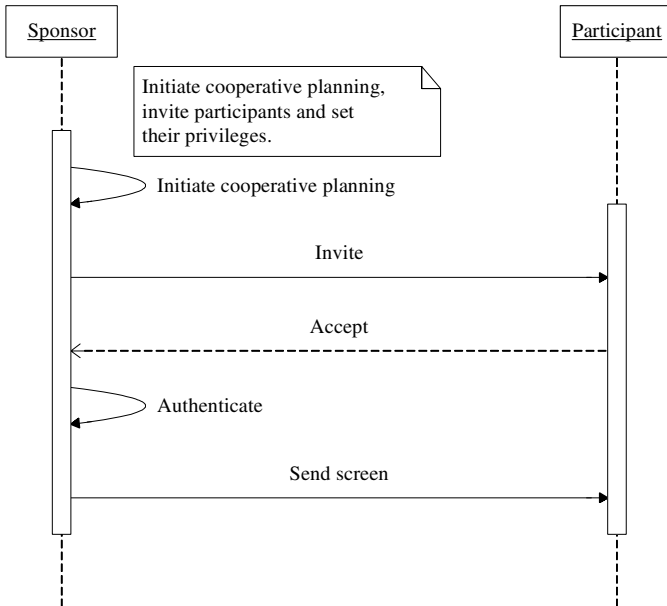 Sponsor
Participant
Initiate cooperative planning,
invite participants and set
their privileges.
Initiate cooperative planning
Invite
Accept
Authenticate
Send screen